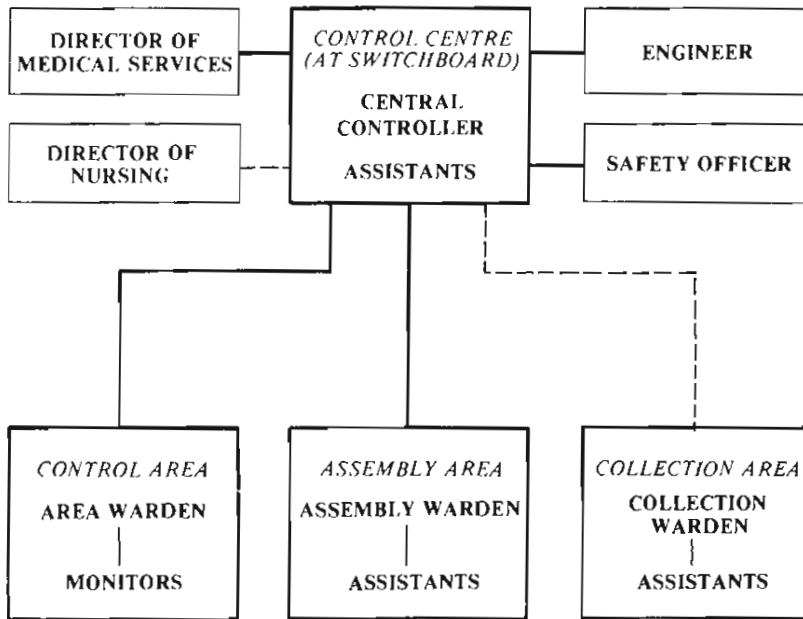 DIRECTOR OF
MEDICAL SERVICES
CONTROL CENTRE
(AT SWITCHBOARD)
CENTRAL
CONTROLLER
ASSISTANTS
ENGINEER
DIRECTOR OF
NURSING
SAFETY OFFICER
CONTROL AREA
AREA WARDEN
MONITORS
ASSEMBLY AREA
ASSEMBLY WARDEN
ASSISTANTS
COLLECTION AREA
COLLECTION
WARDEN
ASSISTANTS